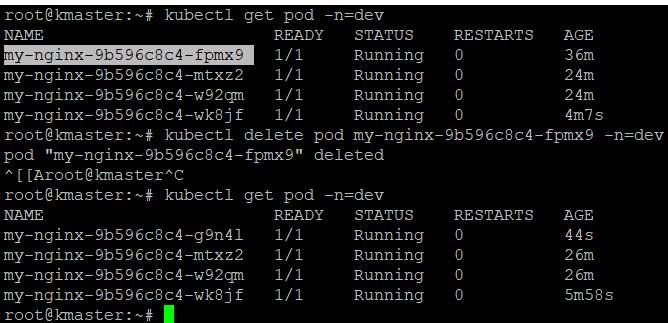 root@kmaster:~# kubectl get pod -n=dev
NAME READY STATUS RESTARTS AGE
my-nginx-9b596c8c4-fpmx9 1/1 Running 0 36m
my-nginx-9b596c8c4-mtxz2 1/1 Running 0 24m
my-nginx-9b596c8c4-w92qm 1/1 Running 0 24m
my-nginx-9b596c8c4-wk8jf 1/1 Running 0 4m7s
root@kmaster:~# kubectl delete pod my-nginx-9b596c8c4-fpmx9 -n=dev
pod "my-nginx-9b596c8c4-fpmx9" deleted
^[[Aroot@kmaster^C
root@kmaster:~# kubectl get pod -n=dev
NAME READY STATUS RESTARTS AGE
my-nginx-9b596c8c4-g9n4l 1/1 Running 0 44s
my-nginx-9b596c8c4-mtxz2 1/1 Running 0 26m
my-nginx-9b596c8c4-w92qm 1/1 Running 0 26m
my-nginx-9b596c8c4-wk8jf 1/1 Running 0 5m58s
root@kmaster:~#